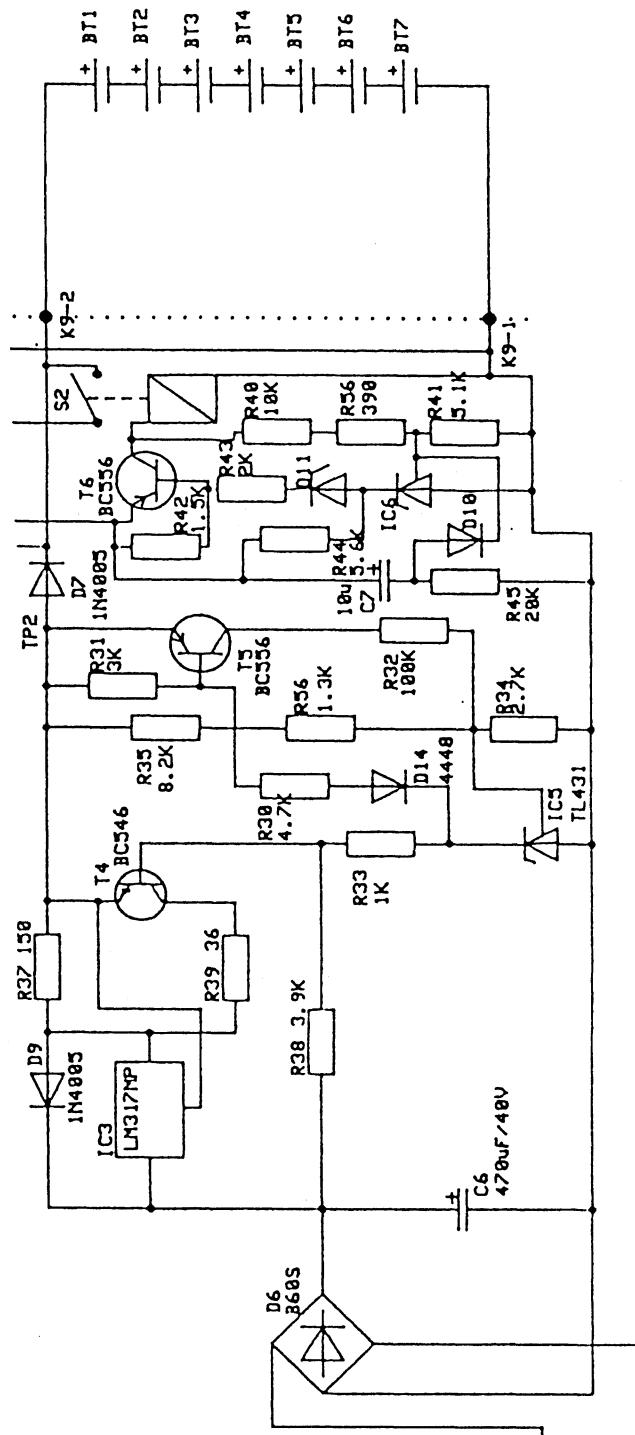 + BT1
+ BT2
+ BT3
+ BT4
+ BT5
+ BT6
+ BT7
K9-2
K9-1
S2
T6
BC556
R42
1.5K
R43
2K
R40
10K
R56
390
R41
5.1K
D11
IC6
D10
R44
5.6K
10u
+
C7
R45
20K
D7
1N4005
TP2
R31
3K
T5
BC556
R32
100K
R35
8.2K
R56
1.3K
R34
2.7K
R30
4.7K
D14
4448
IC5
TL431
T4
BC546
R33
1K
R37 150
R39 36
R38 3.9K
D9
1N4005
IC3
LM317MP
+
C6
470uF/40V
D6
B60S